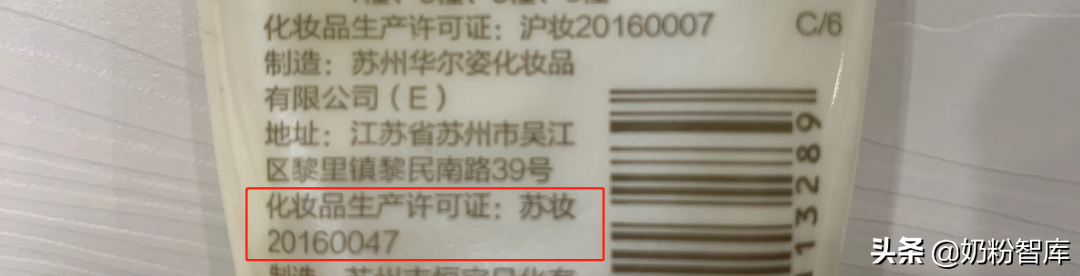 化妆品生产许可证:沪妆20160007
C/6
制造:苏州华尔姿化妆品
有限公司(E)
地址:江苏省苏州市吴江
区黎里镇黎民南路39号
化妆品生产许可证:苏妆
20160047
113289
头条 @奶粉智库